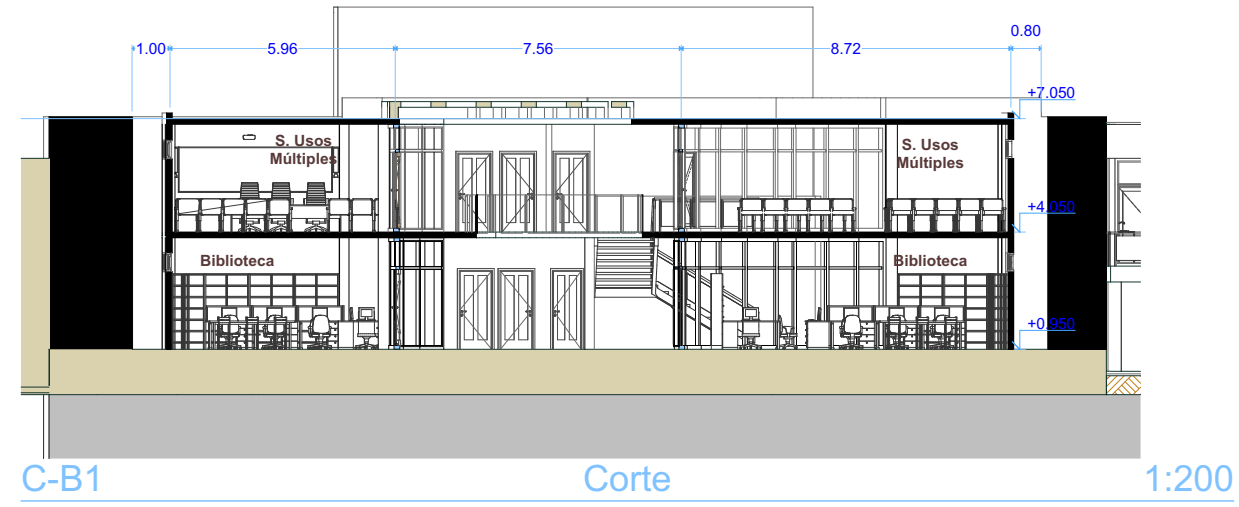 0.80
1.00 5.96 7.56 8.72
+7.050
S. Usos
Múltiples
S. Usos
Múltiples
+4.050
Biblioteca
Biblioteca
+0.950
C-B1 Corte 1:200